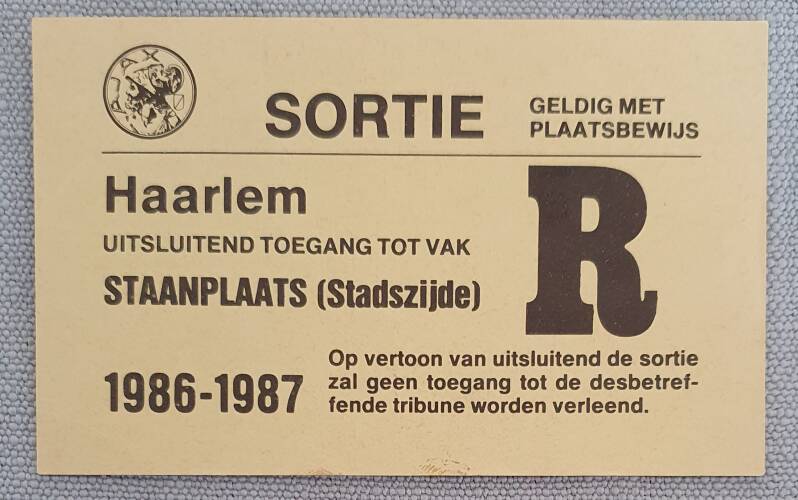 AJAX
SORTIE
GELDIG MET
PLAATSBEWIJS
Haarlem
UITSLUITEND TOEGANG TOT VAK
STAANPLAATS (Stadszijde)
R
1986-1987
Op vertoon van uitsluitend de sortie
zal geen toegang tot de desbetref-
fende tribune worden verleend.